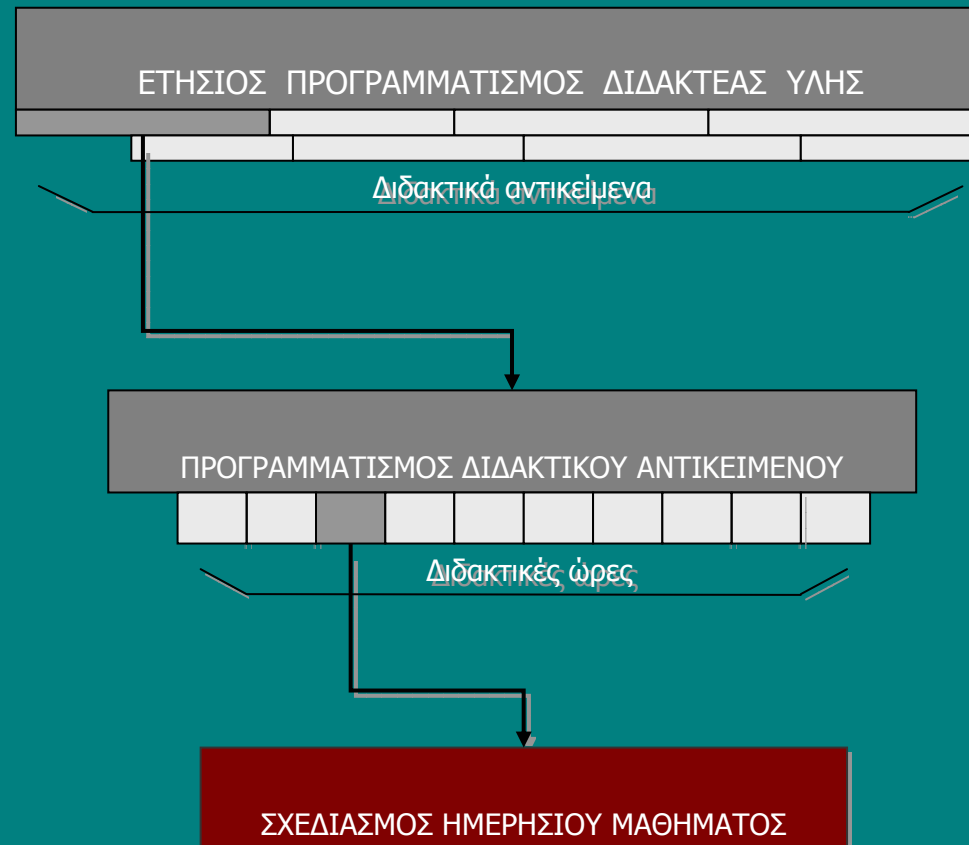 ΕΤΗΣΙΟΣ ΠΡΟΓΡΑΜΜΑΤΙΣΜΟΣ ΔΙΔΑΚΤΕΑΣ ΥΛΗΣ
Διδακτικά αντικείμενα
ΠΡΟΓΡΑΜΜΑΤΙΣΜΟΣ ΔΙΔΑΚΤΙΚΟΥ ΑΝΤΙΚΕΙΜΕΝΟΥ
Διδακτικές ώρες
ΣΧΕΔΙΑΣΜΟΣ ΗΜΕΡΗΣΙΟΥ ΜΑΘΗΜΑΤΟΣ